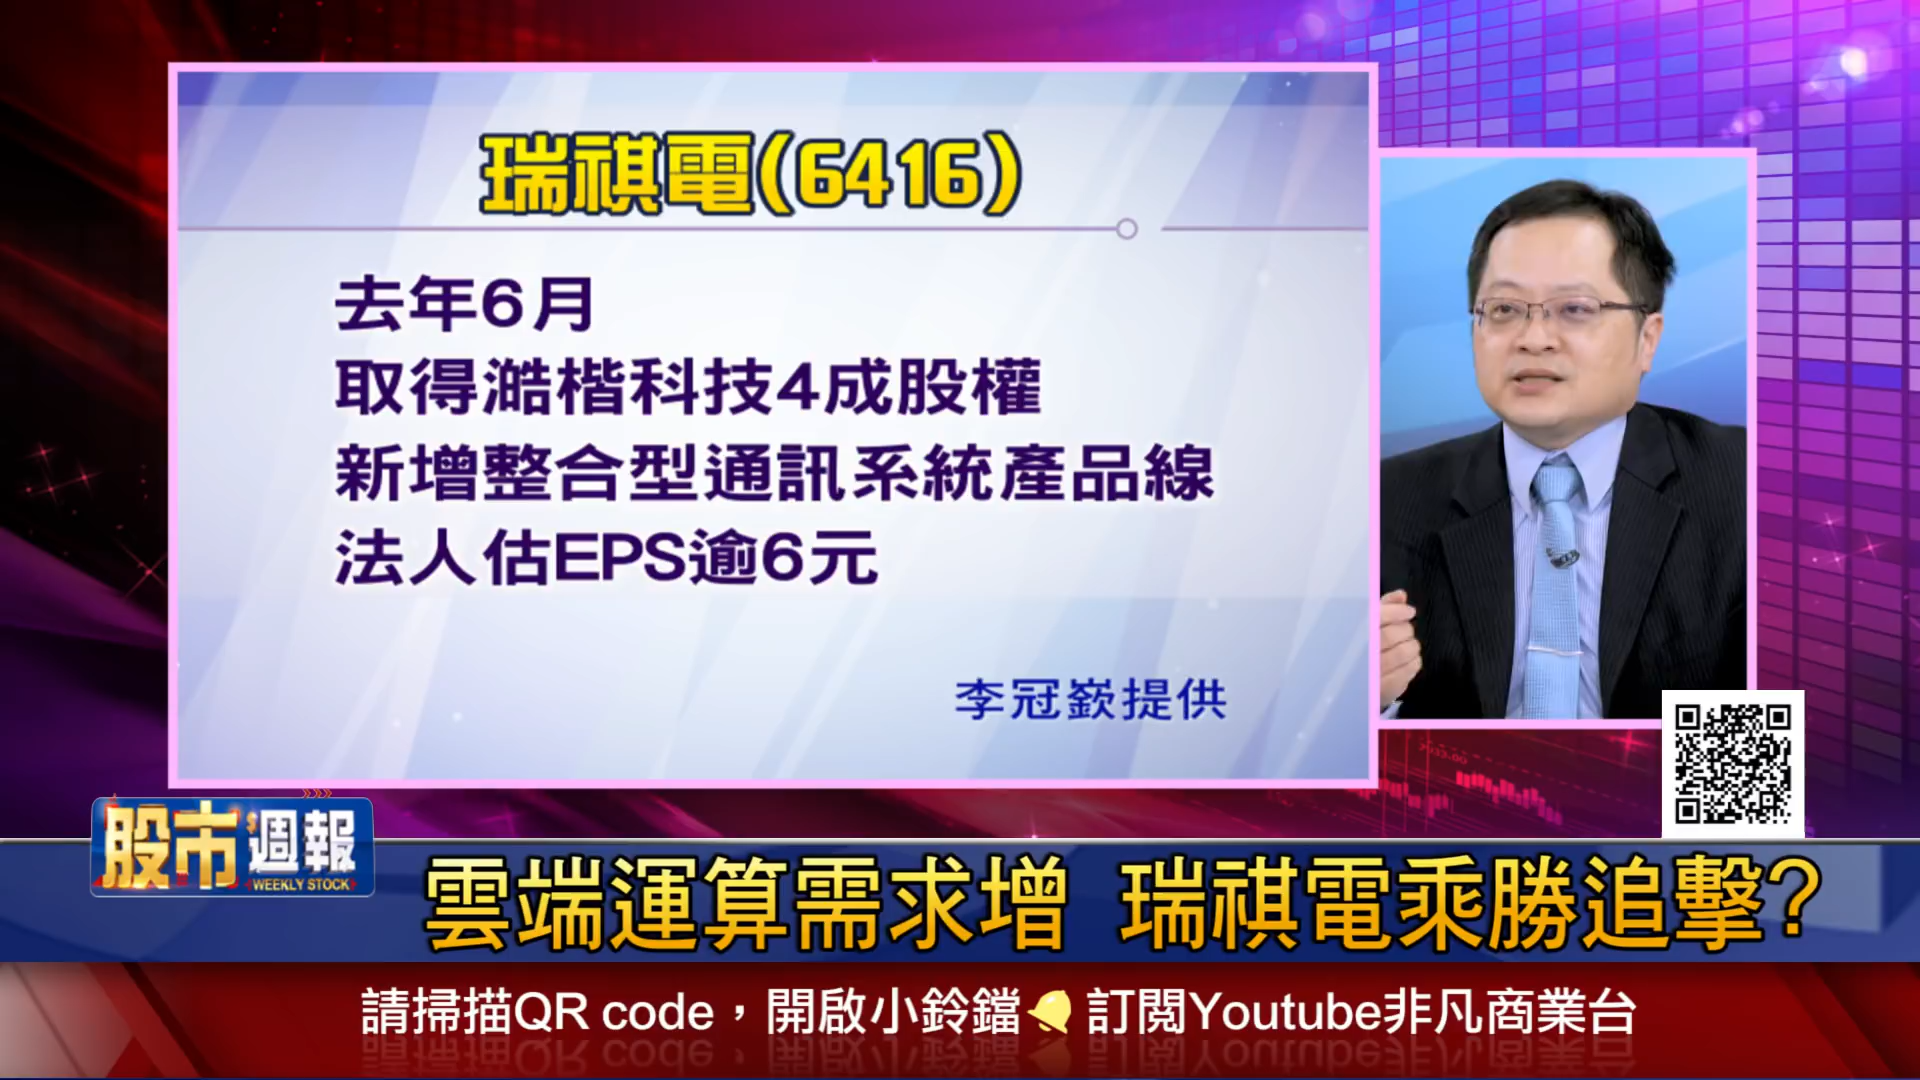 瑞祺電(6416)
去年6月
取得澔楷科技4成股權
新增整合型通訊系統產品線
法人估EPS逾6元
李冠嶔提供
股市週報
WEEKLY STOCK
雲端運算需求增 瑞祺電乘勝追擊?
請掃描QR code，開啟小鈴鐺🔔訂閱Youtube非凡商業台